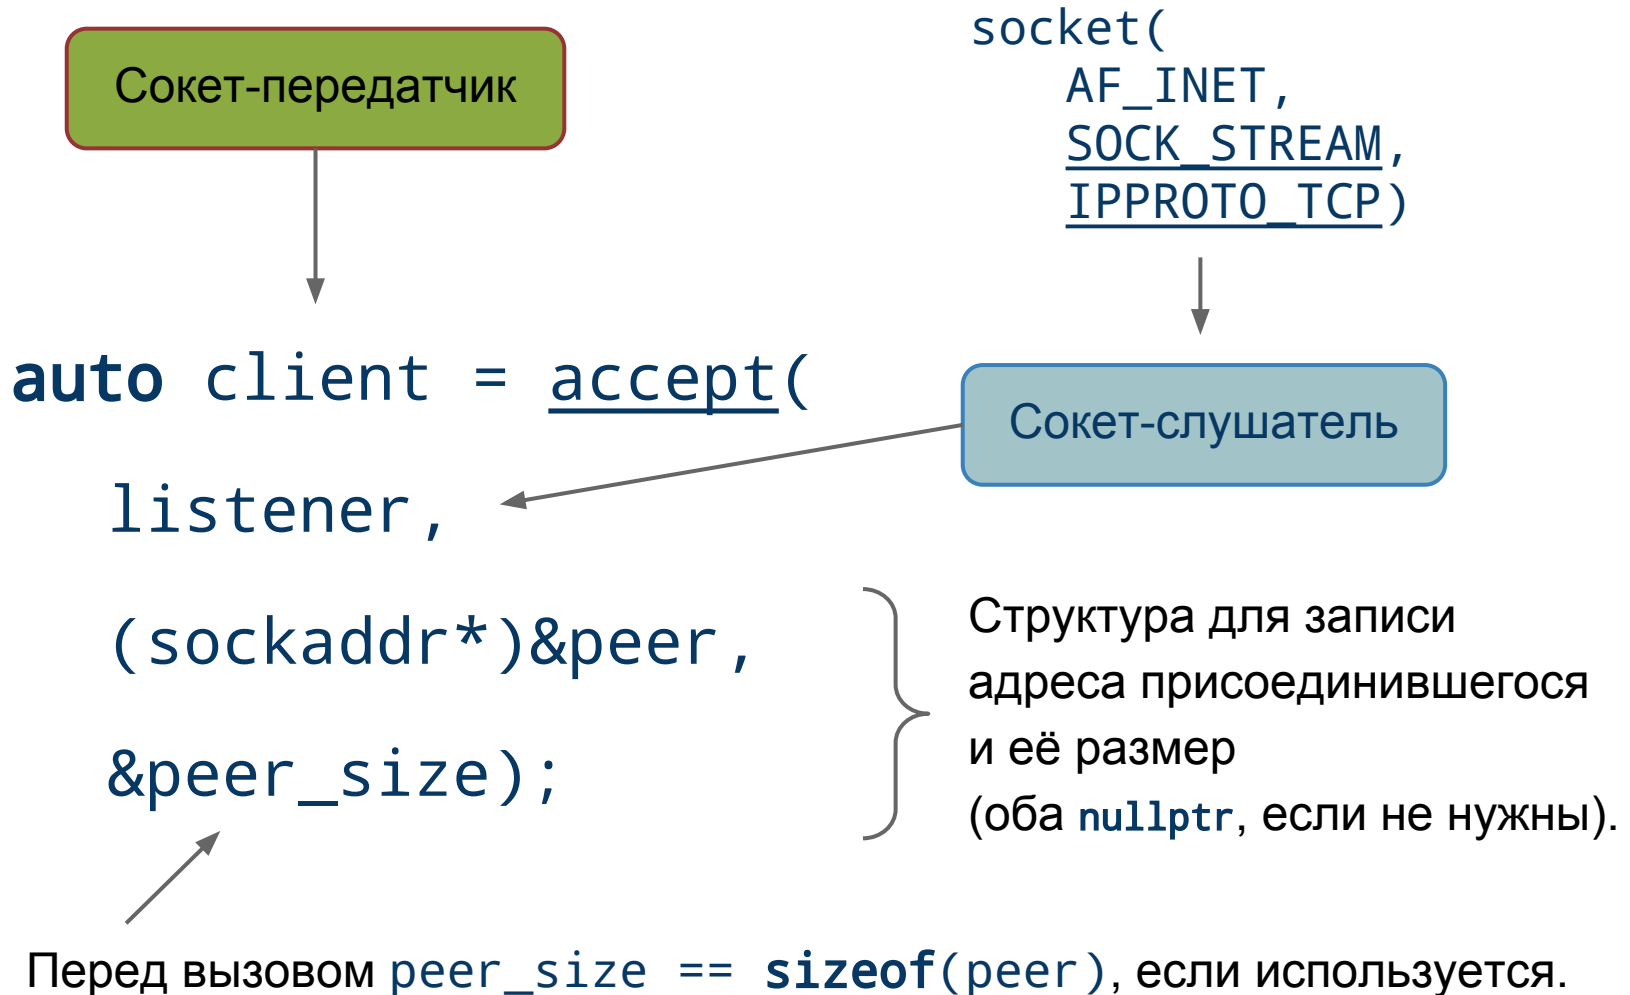 Сокет-передатчик
socket(
AF_INET,
SOCK_STREAM,
IPPROTO_TCP)
auto client = accept(
Сокет-слушатель
listener,
(sockaddr*)&peer,
&peer_size);
Структура для записи
адреса присоединившегося
и её размер
(оба nullptr, если не нужны).
Перед вызовом peer_size == sizeof(peer), если используется.